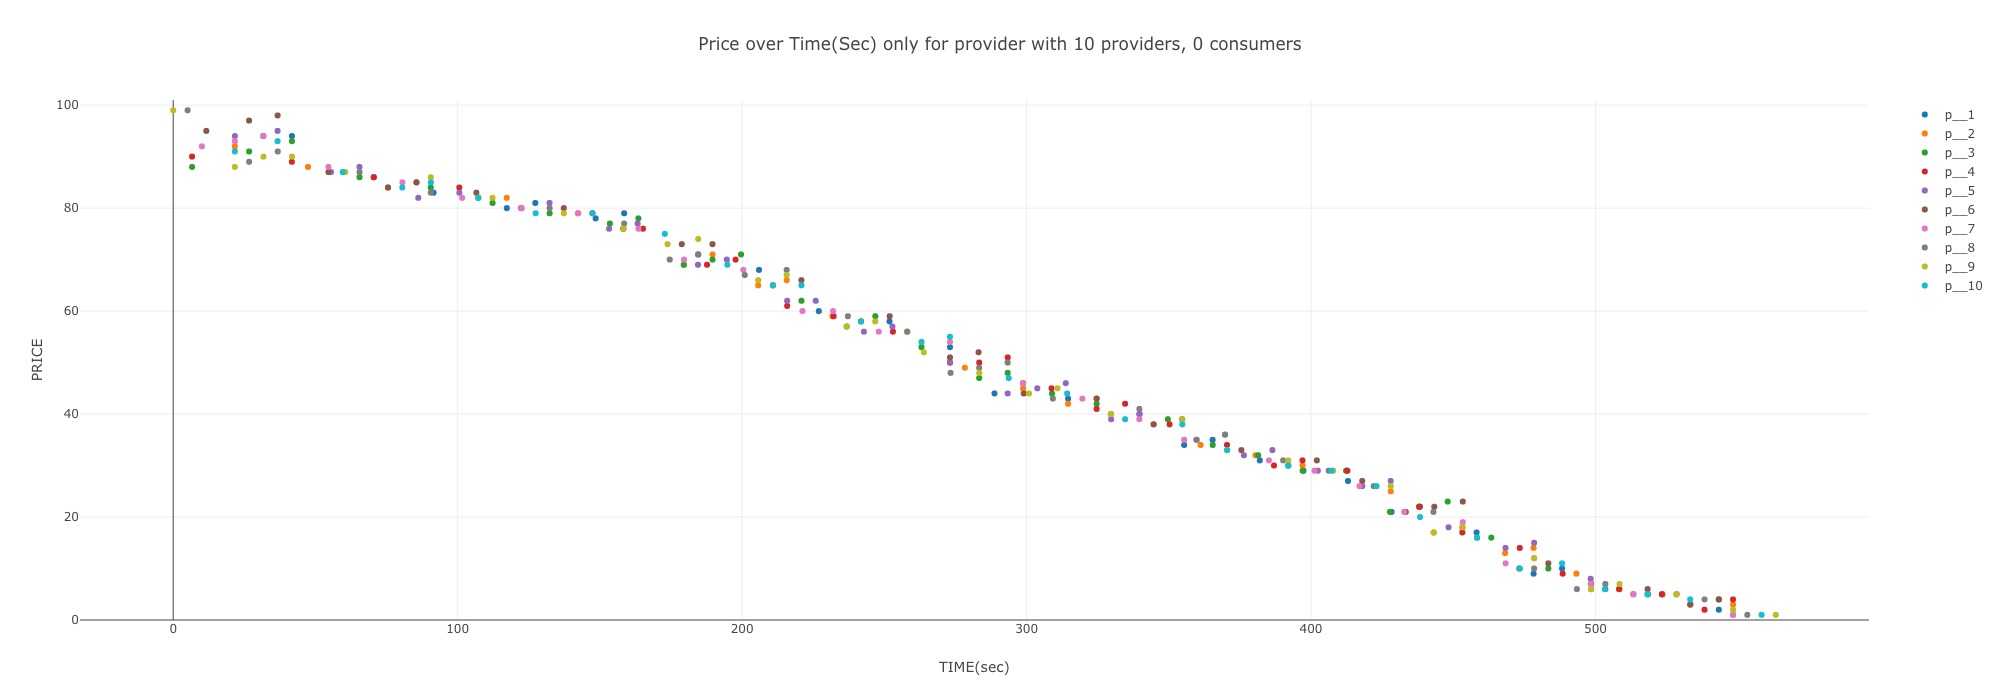 Price over Time(Sec) only for provider with 10 providers, 0 consumers
100
80
60
40
20
0
PRICE
0 100 200 300 400 500
TIME(sec)
p__1
p__2
p__3
p__4
p__5
p__6
p__7
p__8
p__9
p__10